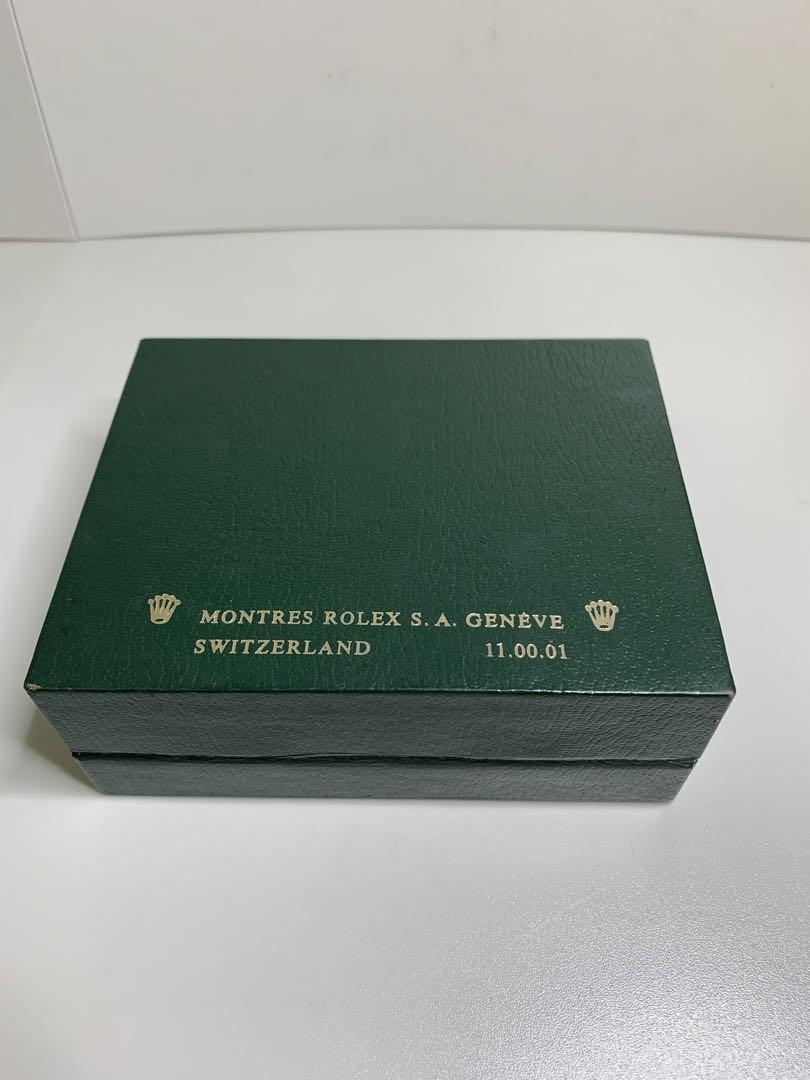 MONTRES ROLEX S. A. GENÈVE
SWITZERLAND 11.00.01